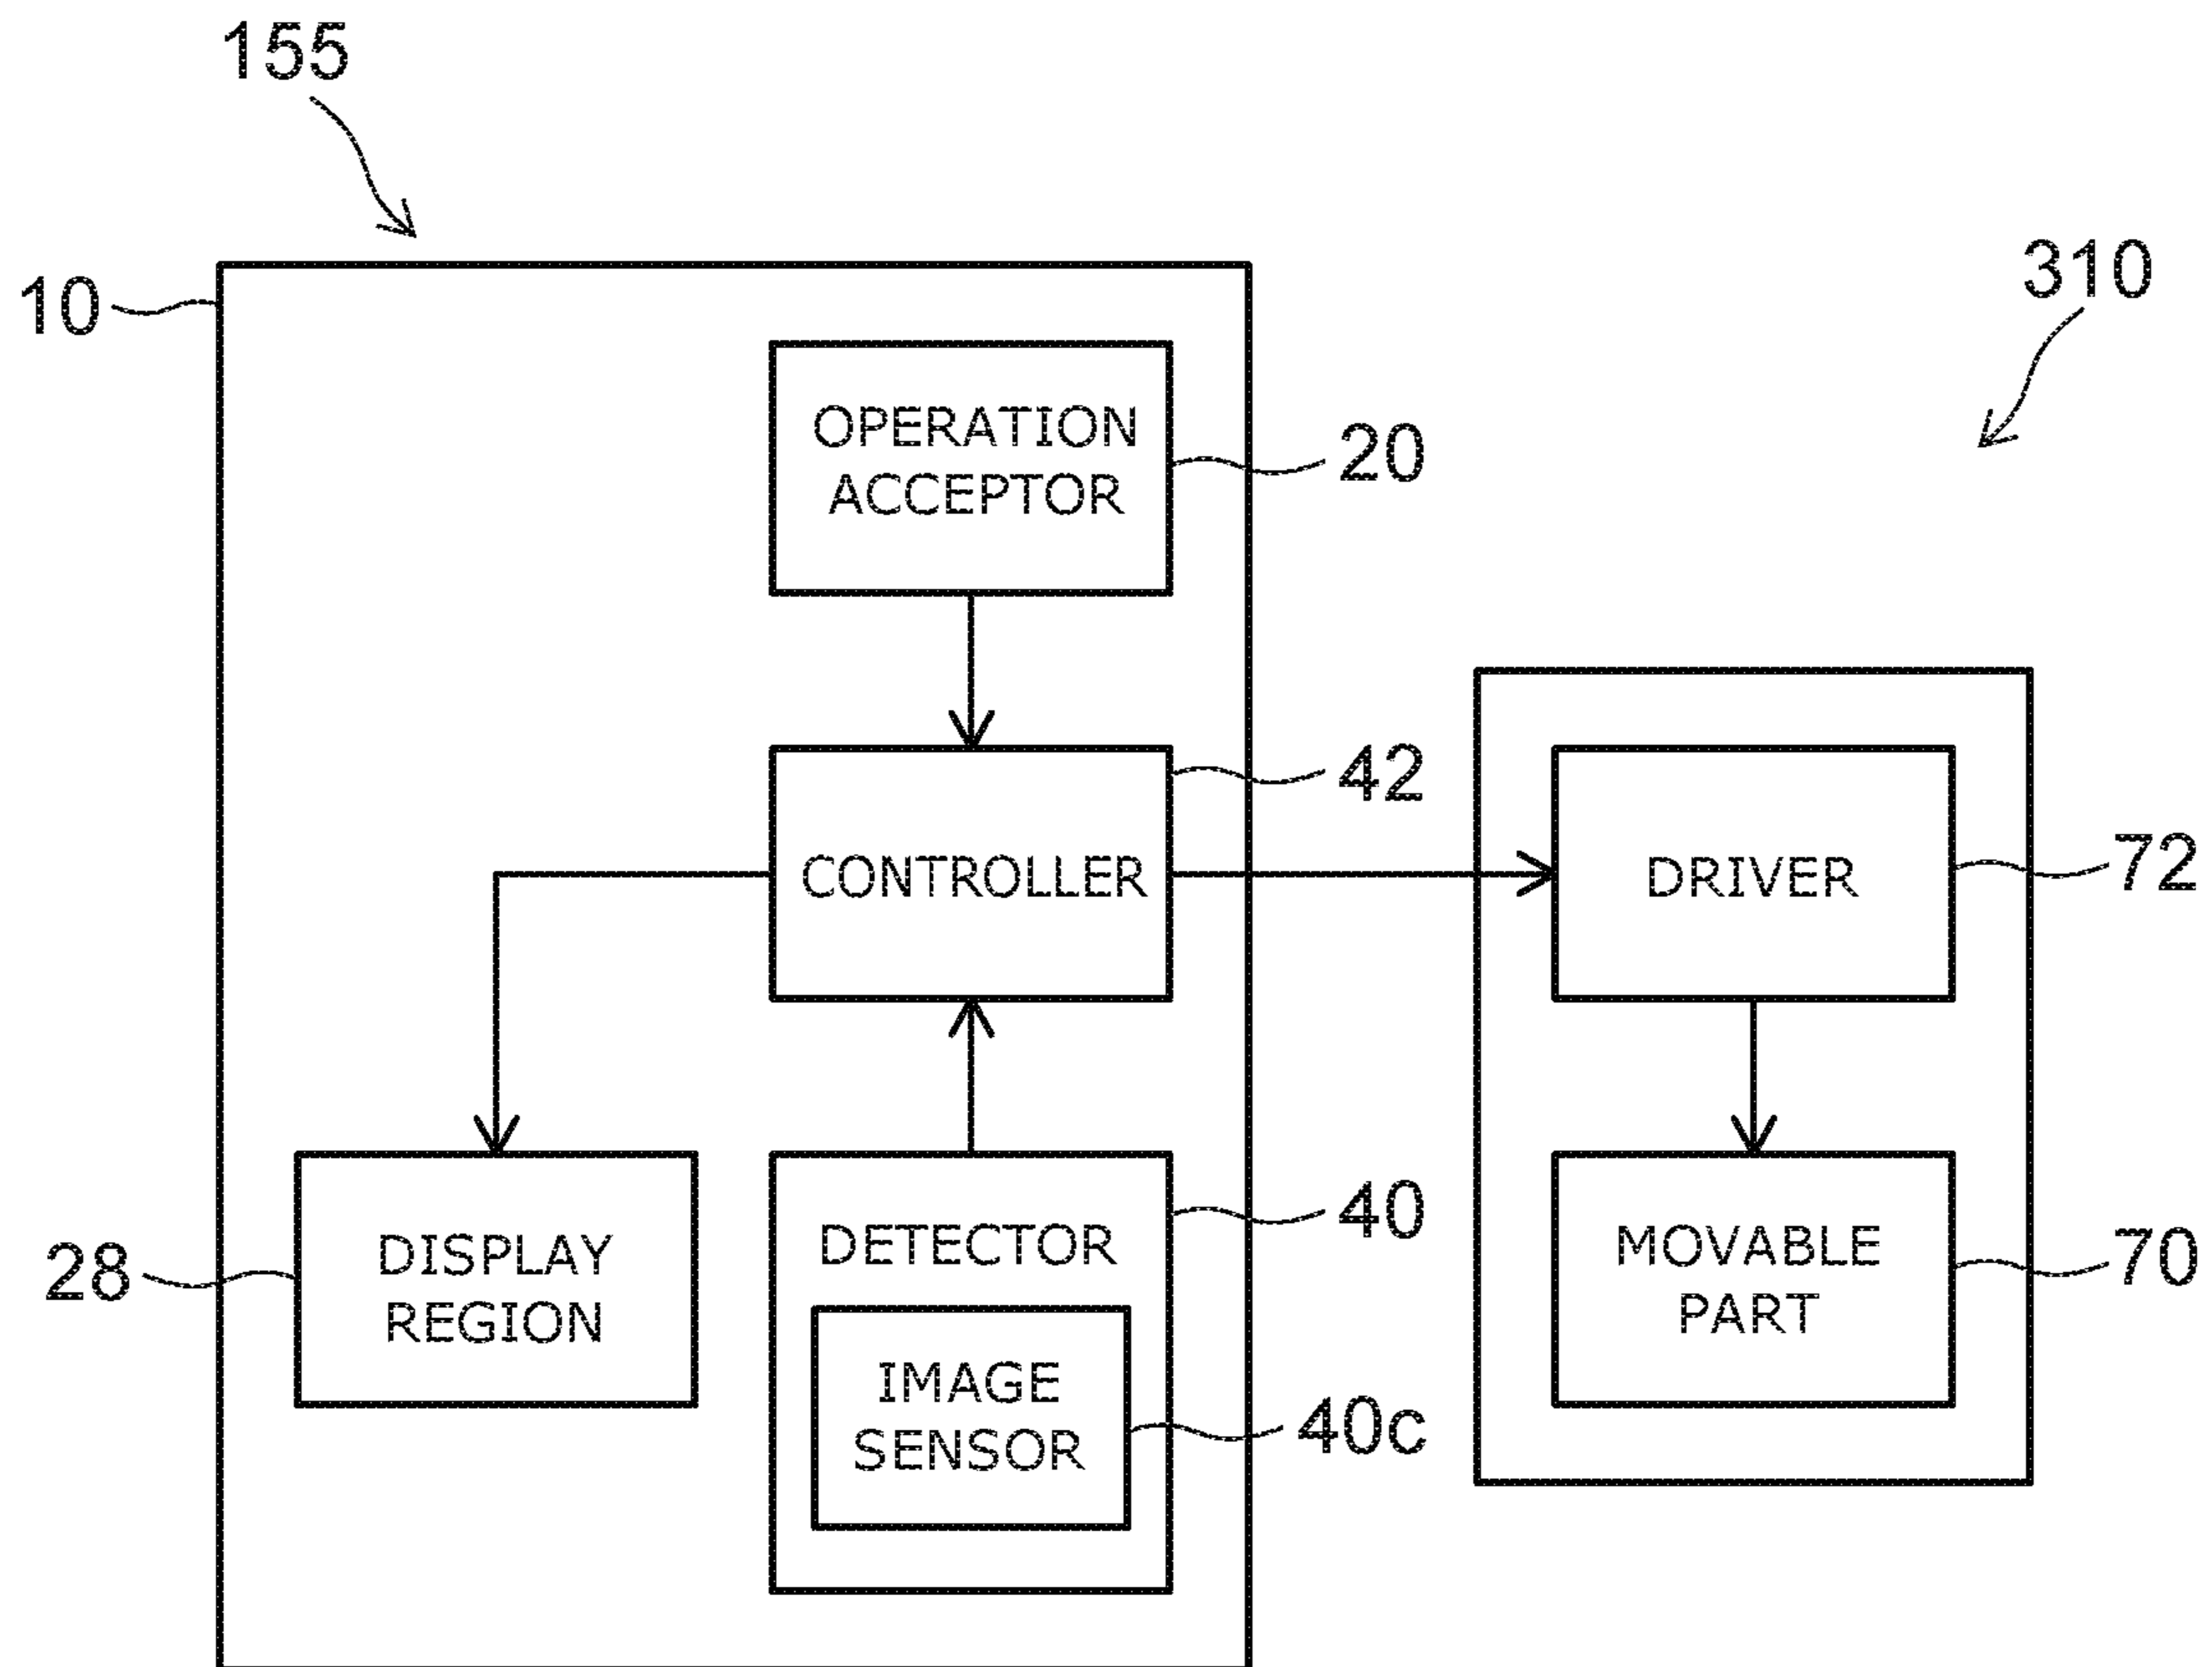 155
10
310
OPERATION
ACCEPTOR
20
42
CONTROLLER
DRIVER
72
DISPLAY
REGION
28
DETECTOR
40
IMAGE
SENSOR
40c
MOVABLE
PART
70